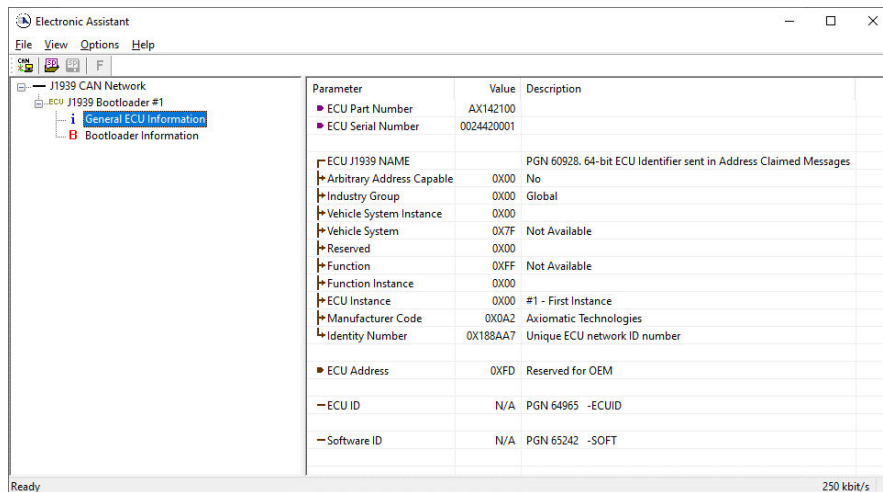 Electronic Assistant
File View Options Help
CAN SP SP F
J1939 CAN Network
ECU J1939 Bootloader #1
i General ECU Information
B Bootloader Information
Parameter Value Description
ECU Part Number AX142100
ECU Serial Number 0024420001
ECU J1939 NAME PGN 60928. 64-bit ECU Identifier sent in Address Claimed Messages
Arbitrary Address Capable 0X00 No
Industry Group 0X00 Global
Vehicle System Instance 0X00
Vehicle System 0X7F Not Available
Reserved 0X00
Function 0XFF Not Available
Function Instance 0X00
ECU Instance 0X00 #1 - First Instance
Manufacturer Code 0X0A2 Axiomatic Technologies
Identity Number 0X188AA7 Unique ECU network ID number
ECU Address 0XFD Reserved for OEM
ECU ID N/A PGN 64965 -ECUID
Software ID N/A PGN 65242 -SOFT
Ready 250 kbit/s